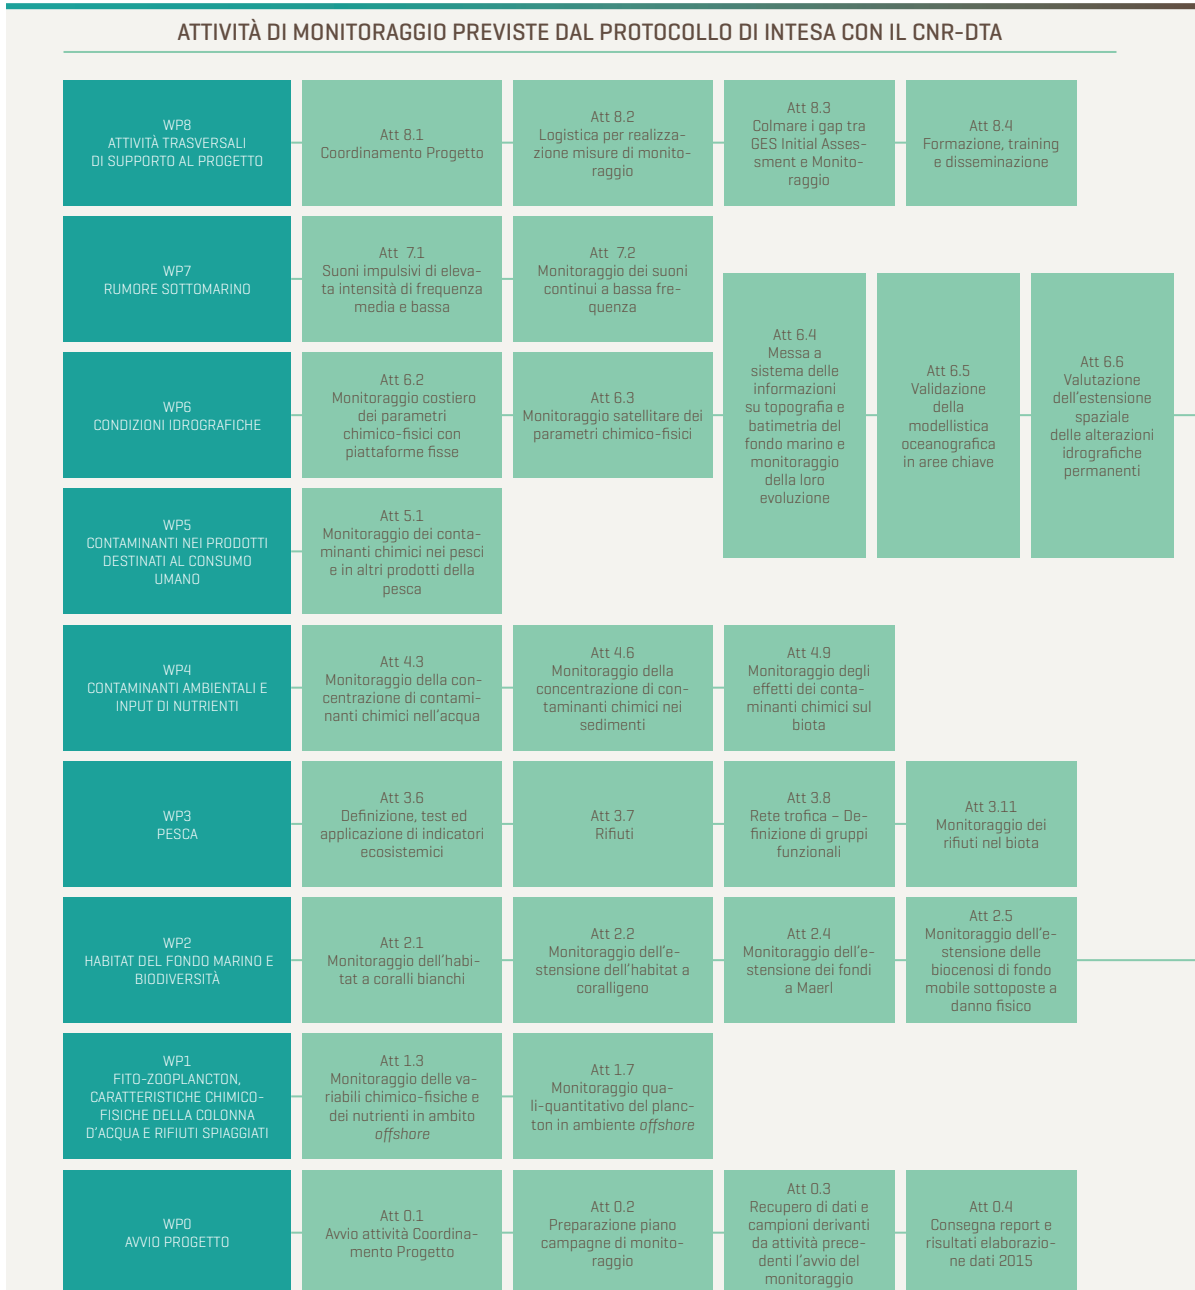 ATTIVITÀ DI MONITORAGGIO PREVISTE DAL PROTOCOLLO DI INTESA CON IL CNR-DTA
WP8
ATTIVITÀ TRASVERSALI
DI SUPPORTO AL PROGETTO
Att 8.1
Coordinamento Progetto
Att 8.2
Logistica per realizza-
zione misure di monito-
raggio
Att 8.3
Colmare i gap tra
GES Initial Asses-
sment e Monito-
raggio
Att 8.4
Formazione, training
e disseminazione
WP7
RUMORE SOTTOMARINO
Att 7.1
Suoni impulsivi di eleva-
ta intensità di frequenza
media e bassa
Att 7.2
Monitoraggio dei suoni
continui a bassa fre-
quenza
WP6
CONDIZIONI IDROGRAFICHE
Att 6.2
Monitoraggio costiero
dei parametri
chimico-fisici con
piattaforme fisse
Att 6.3
Monitoraggio satellitare dei
parametri chimico-fisici
Att 6.4
Messa a
sistema delle
informazioni
su topografia e
batimetria del
fondo marino e
monitoraggio
della loro
evoluzione
Att 6.5
Validazione
della
modellistica
oceanografica
in aree chiave
Att 6.6
Valutazione
dell'estensione
spaziale
delle alterazioni
idrografiche
permanenti
WP5
CONTAMINANTI NEI PRODOTTI
DESTINATI AL CONSUMO
UMANO
Att 5.1
Monitoraggio dei conta-
minanti chimici nei pesci
e in altri prodotti della
pesca
WP4
CONTAMINANTI AMBIENTALI E
INPUT DI NUTRIENTI
Att 4.3
Monitoraggio della con-
centrazione di contami-
nanti chimici nell'acqua
Att 4.6
Monitoraggio della
concentrazione di con-
taminanti chimici nei
sedimenti
Att 4.9
Monitoraggio degli
effetti dei conta-
minanti chimici sul
biota
WP3
PESCA
Att 3.6
Definizione, test ed
applicazione di indicatori
ecosistemici
Att 3.7
Rifiuti
Att 3.8
Rete trofica – De-
finizione di gruppi
funzionali
Att 3.11
Monitoraggio dei
rifiuti nel biota
WP2
HABITAT DEL FONDO MARINO E
BIODIVERSITÀ
Att 2.1
Monitoraggio dell'habi-
tat a coralli bianchi
Att 2.2
Monitoraggio dell'e-
stensione dell'habitat a
coralligeno
Att 2.4
Monitoraggio dell'e-
stensione dei fondi
a Maerl
Att 2.5
Monitoraggio dell'e-
stensione delle
biocenosi di fondo
mobile sottoposte a
danno fisico
WP1
FITO-ZOOPLANCTON,
CARATTERISTICHE CHIMICO-
FISICHE DELLA COLONNA
D'ACQUA E RIFIUTI SPIAGGIATI
Att 1.3
Monitoraggio delle va-
riabili chimico-fisiche e
dei nutrienti in ambito
offshore
Att 1.7
Monitoraggio qua-
li-quantitativo del planc-
ton in ambiente offshore
WP0
AVVIO PROGETTO
Att 0.1
Avvio attività Coordina-
mento Progetto
Att 0.2
Preparazione piano
campagne di monito-
raggio
Att 0.3
Recupero di dati e
campioni derivanti
da attività prece-
denti l'avvio del
monitoraggio
Att 0.4
Consegna report e
risultati elaborazio-
ne dati 2015